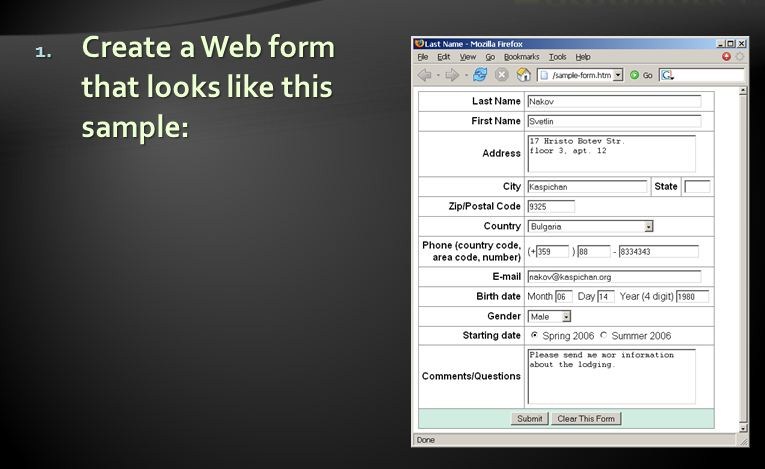 1. Create a Web form
that looks like this
sample:
Last Name - Mozilla Firefox
File Edit View Go Bookmarks Tools Help
/sample-form.htm Go
Last Name Nakov
First Name Svetlin
Address 17 Hristo Botev Str.
floor 3, apt. 12
City Kaspichan State
Zip/Postal Code 9325
Country Bulgaria
Phone (country code,
area code, number) (+359 ) 88 - 8334343
E-mail nakov@kaspichan.org
Birth date Month 06 Day 14 Year (4 digit) 1980
Gender Male
Starting date Spring 2006 Summer 2006
Comments/Questions Please send me mor information
about the lodging.
Submit Clear This Form
Done